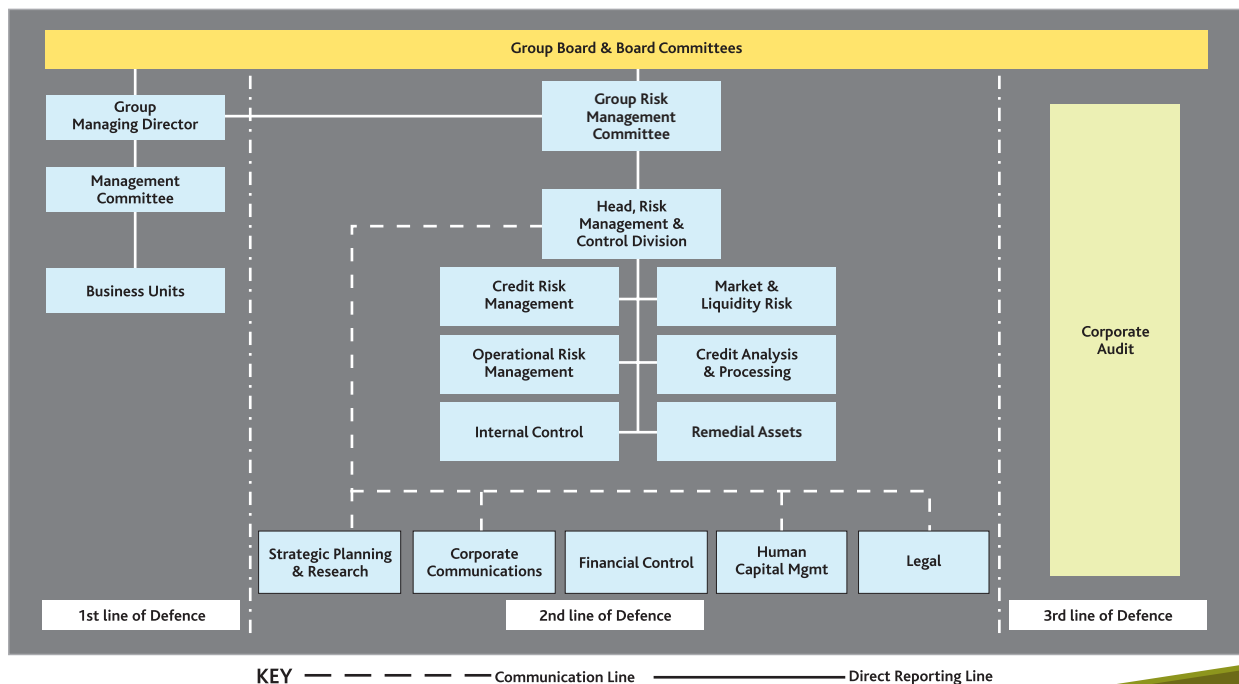 Group Board & Board Committees
Group
Managing Director
Group Risk
Management
Committee
Management
Committee
Head, Risk
Management &
Control Division
Business Units
Credit Risk
Management
Market &
Liquidity Risk
Operational Risk
Management
Credit Analysis
& Processing
Internal Control
Remedial Assets
Corporate
Audit
Strategic Planning
& Research
Corporate
Communications
Financial Control
Human
Capital Mgmt
Legal
1st line of Defence
2nd line of Defence
3rd line of Defence
KEY
Communication Line
Direct Reporting Line